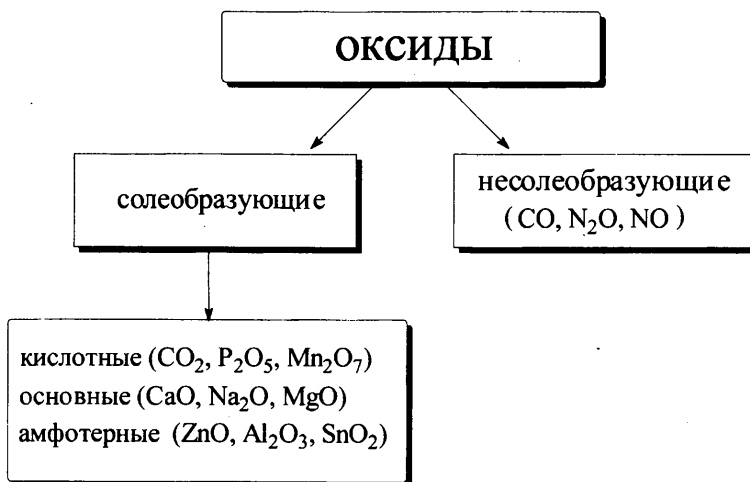 ОКСИДЫ
солеобразующие
несолеобразующие
( CO, N₂O, NO )
кислотные (CO₂, P₂O₅, Mn₂O₇)
основные (CaO, Na₂O, MgO)
амфотерные (ZnO, Al₂O₃, SnO₂)